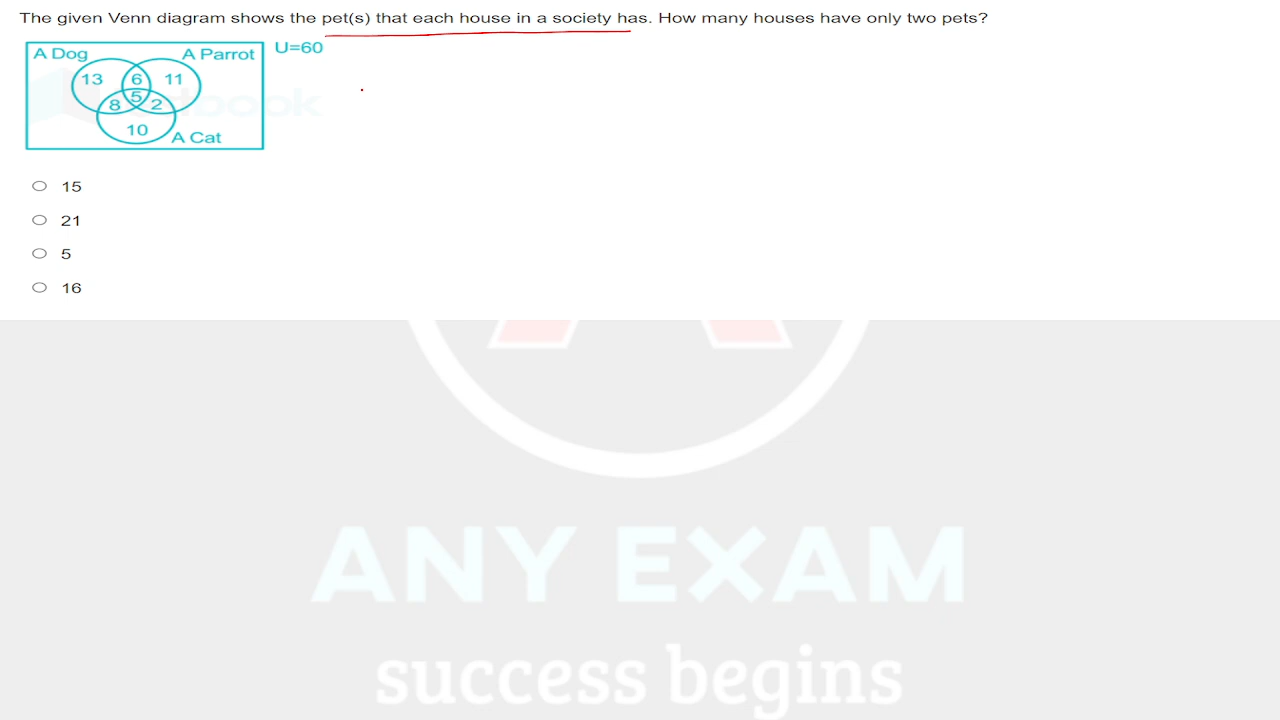 The given Venn diagram shows the pet(s) that each house in a society has. How many houses have only two pets?
A Dog A Parrot U=60
13 6 11
5
8 2
10
A Cat
15
21
5
16
ANY EXAM
success begins